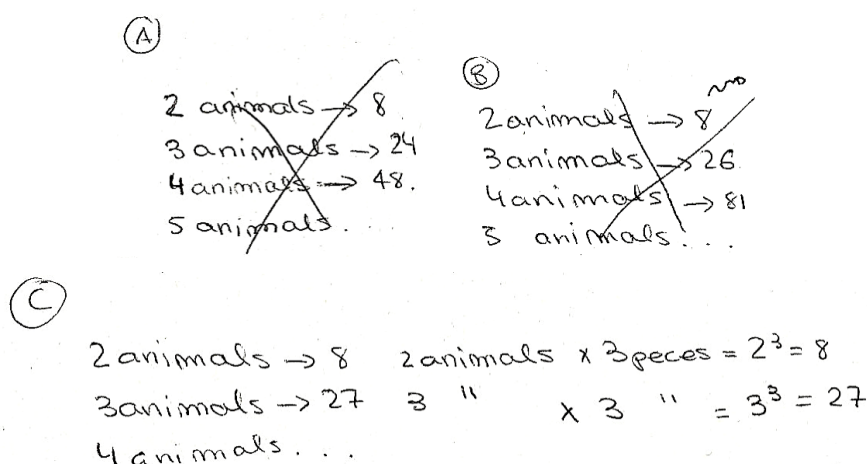 A
2 animals → 8
3 animals → 24
4 animals → 48.
5 animals....
B
no
2 animals → 8
3 animals → 26
4 animals → 81
5 animals....
C
2 animals → 8 2 animals x 3 peces = 2³ = 8
3 animals → 27 3 " x 3 " = 3³ = 27
4 animals...